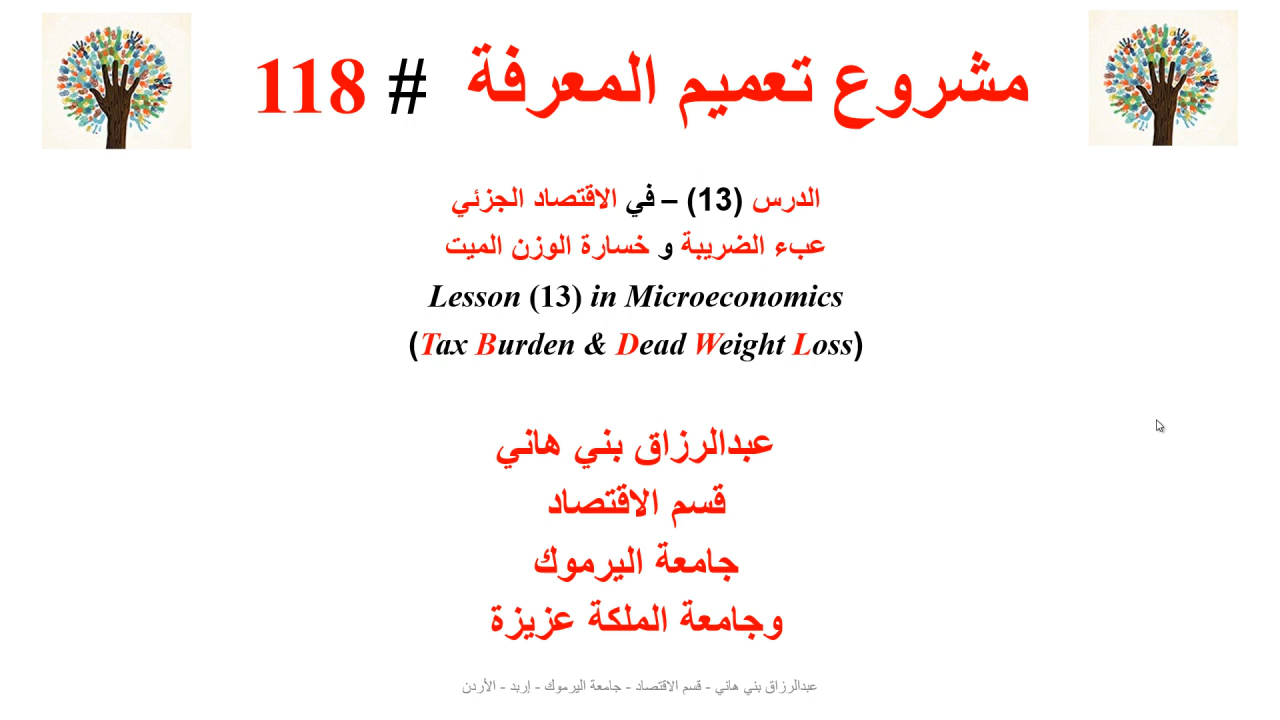 مشروع تعميم المعرفة # 118
الدرس (13) – في الاقتصاد الجزئي
عبء الضريبة و خسارة الوزن الميت
Lesson (13) in Microeconomics
(Tax Burden & Dead Weight Loss)
عبدالرزاق بني هاني
قسم الاقتصاد
جامعة اليرموك
وجامعة الملكة عزيزة
عبدالرزاق بني هاني - قسم الاقتصاد - جامعة اليرموك - إربد - الأردن